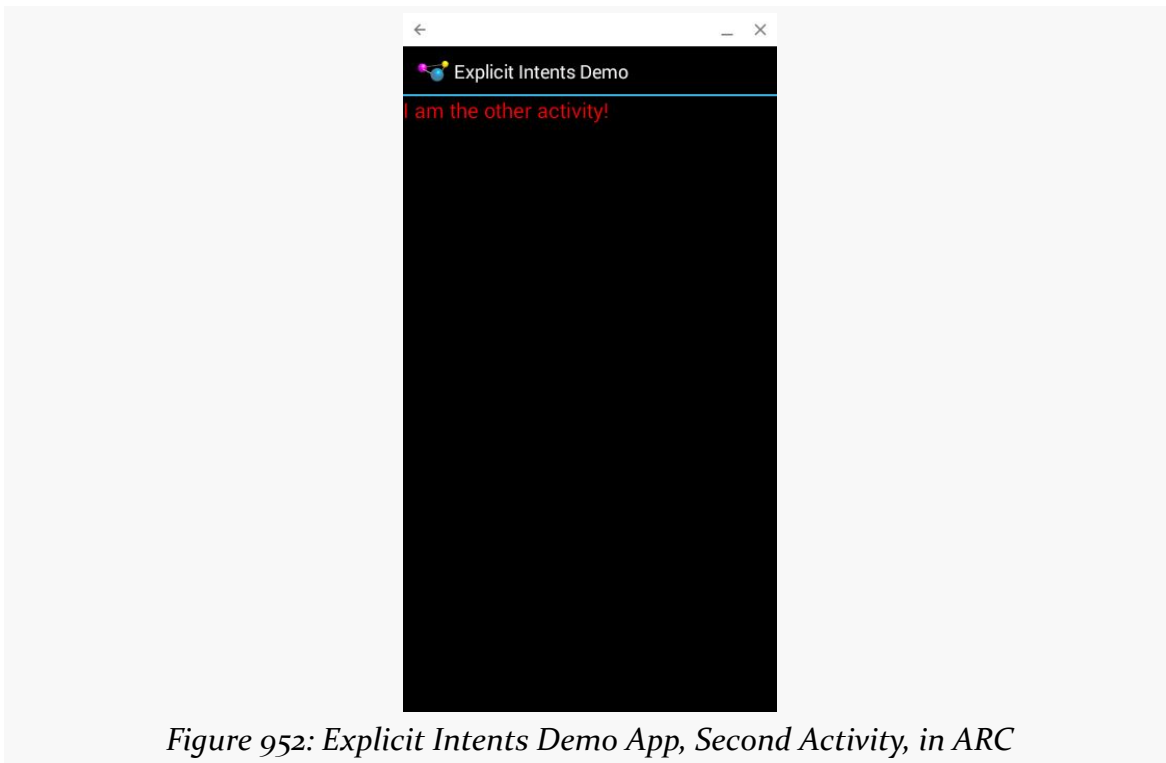 Explicit Intents Demo
I am the other activity!
Figure 952: Explicit Intents Demo App, Second Activity, in ARC